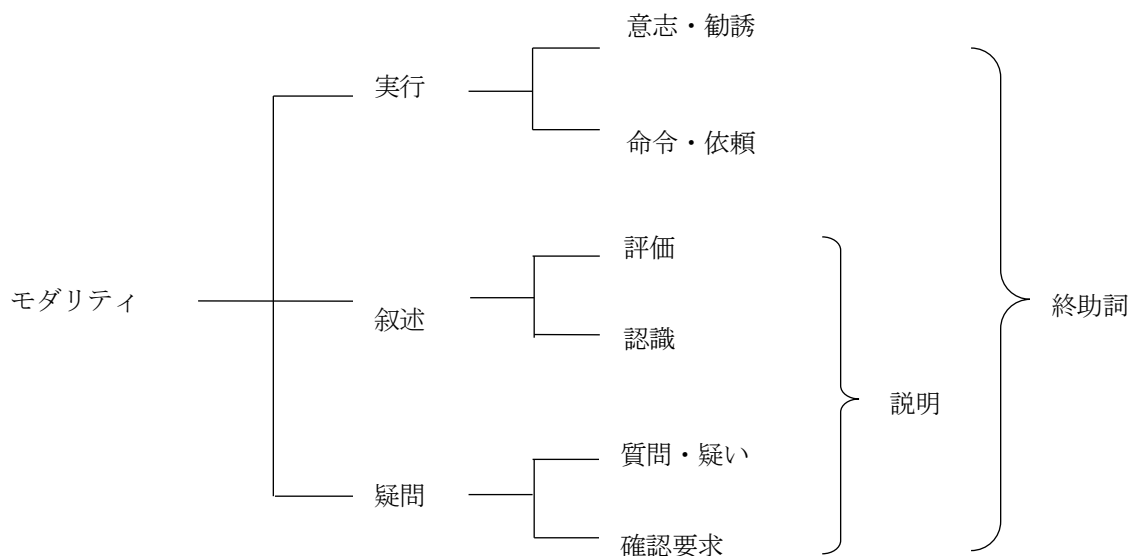 意志・勧誘
実行
命令・依頼
評価
モダリティ
叙述
認識
終助詞
説明
質問・疑い
疑問
確認要求